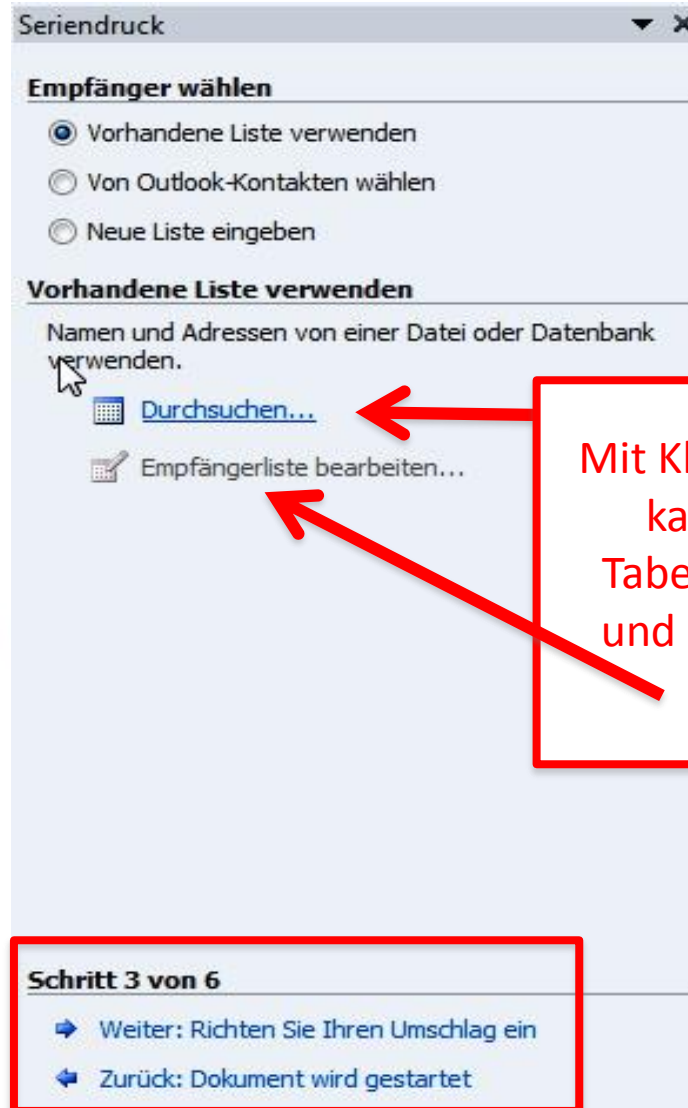 Seriendruck
Empfänger wählen
Vorhandene Liste verwenden
Von Outlook-Kontakten wählen
Neue Liste eingeben
Vorhandene Liste verwenden
Namen und Adressen von einer Datei oder Datenbank
verwenden.
Durchsuchen...
Empfängerliste bearbeiten...
Mit
und
Schritt 3 von 6
Weiter: Richten Sie Ihren Umschlag ein
Zurück: Dokument wird gestartet